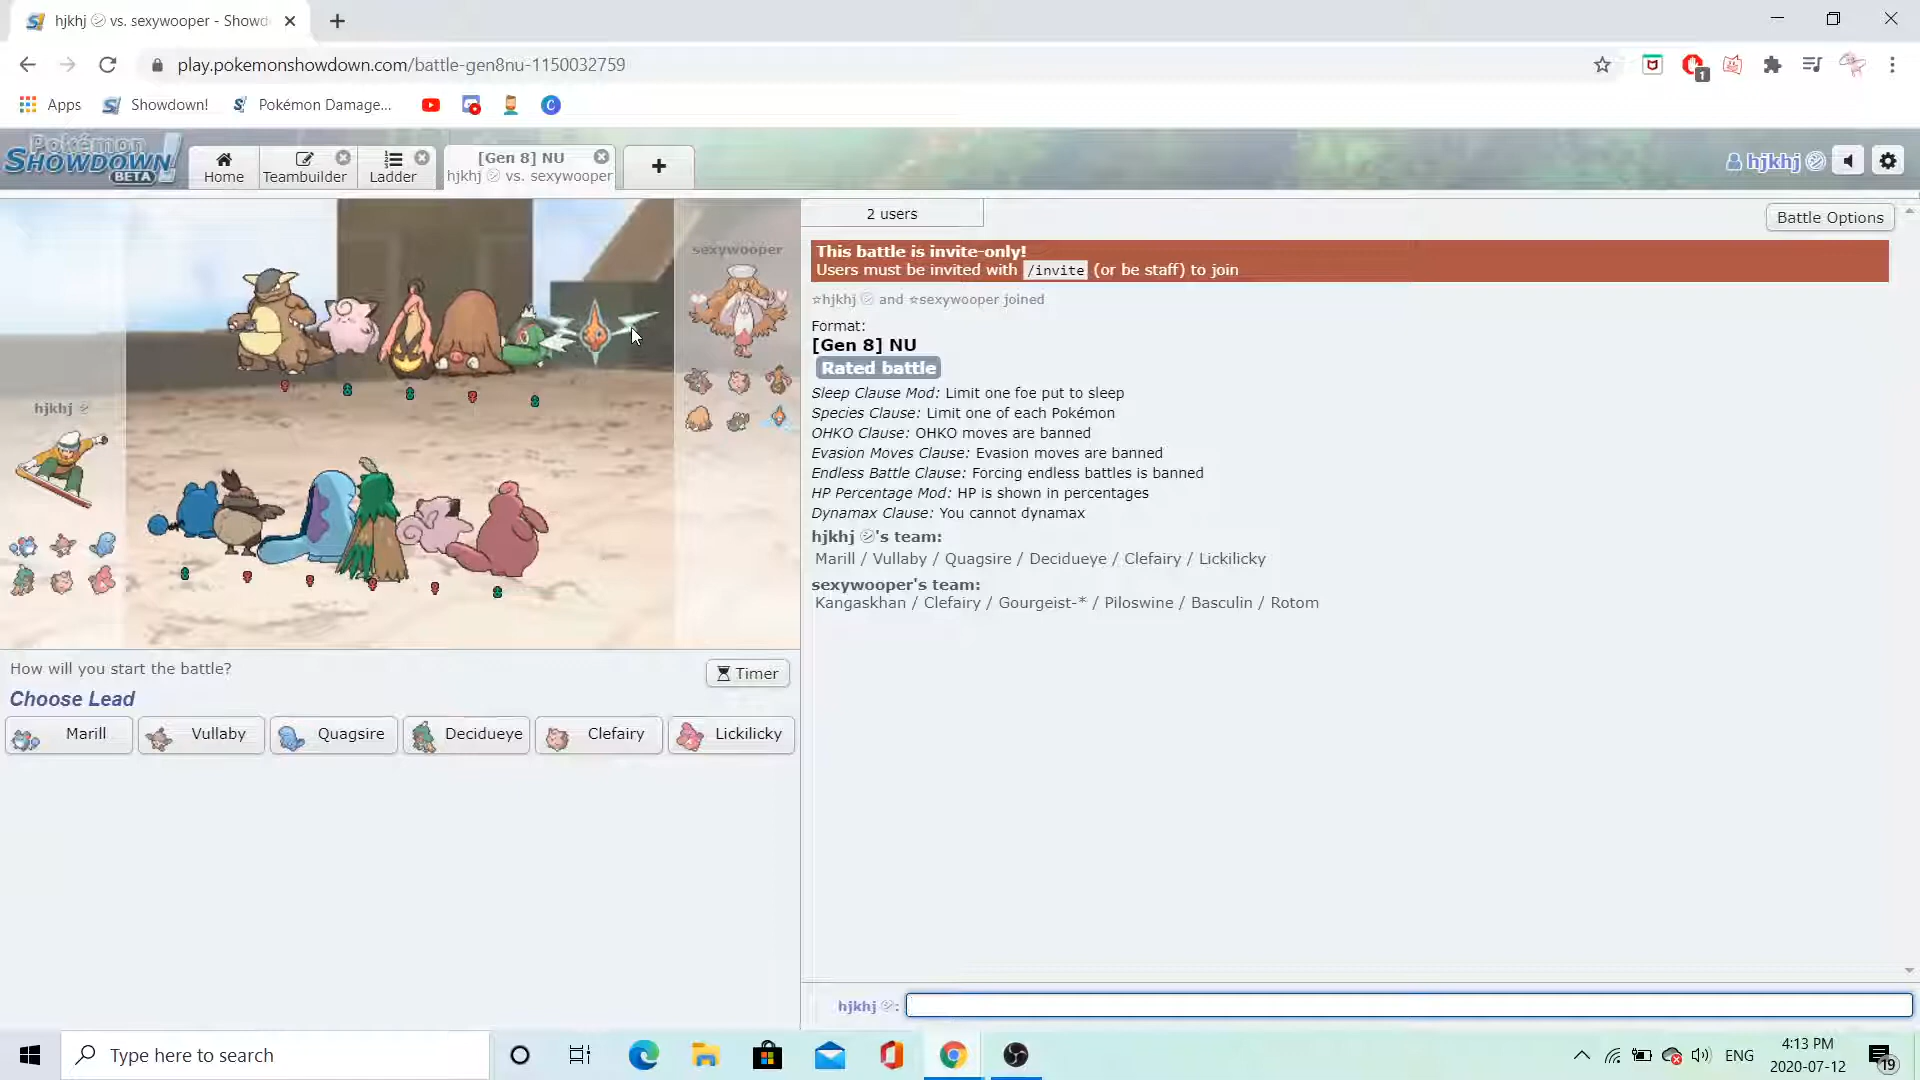 hjkhj vs. sexywooper - Showd
play.pokemonshowdown.com/battle-gen8nu-1150032759
1
Apps
Showdown!
Pokémon Damage...
Pokémon
SHOWDOWN!
BETA
Home
Teambuilder
Ladder
[Gen 8] NU
hjkhj vs. sexywooper
hjkhj
sexywooper
hjkhj
2 users
Battle Options
This battle is invite-only!
Users must be invited with /invite (or be staff) to join
☆hjkhj and ☆sexywooper joined
Format:
[Gen 8] NU
Rated battle
Sleep Clause Mod: Limit one foe put to sleep
Species Clause: Limit one of each Pokémon
OHKO Clause: OHKO moves are banned
Evasion Moves Clause: Evasion moves are banned
Endless Battle Clause: Forcing endless battles is banned
HP Percentage Mod: HP is shown in percentages
Dynamax Clause: You cannot dynamax
hjkhj's team:
Marill / Vullaby / Quagsire / Decidueye / Clefairy / Lickilicky
sexywooper's team:
Kangaskhan / Clefairy / Gourgeist-* / Piloswine / Basculin / Rotom
How will you start the battle?
Timer
Choose Lead
Marill
Vullaby
Quagsire
Decidueye
Clefairy
Lickilicky
hjkhj :
Type here to search
ENG
4:13 PM
2020-07-12
19